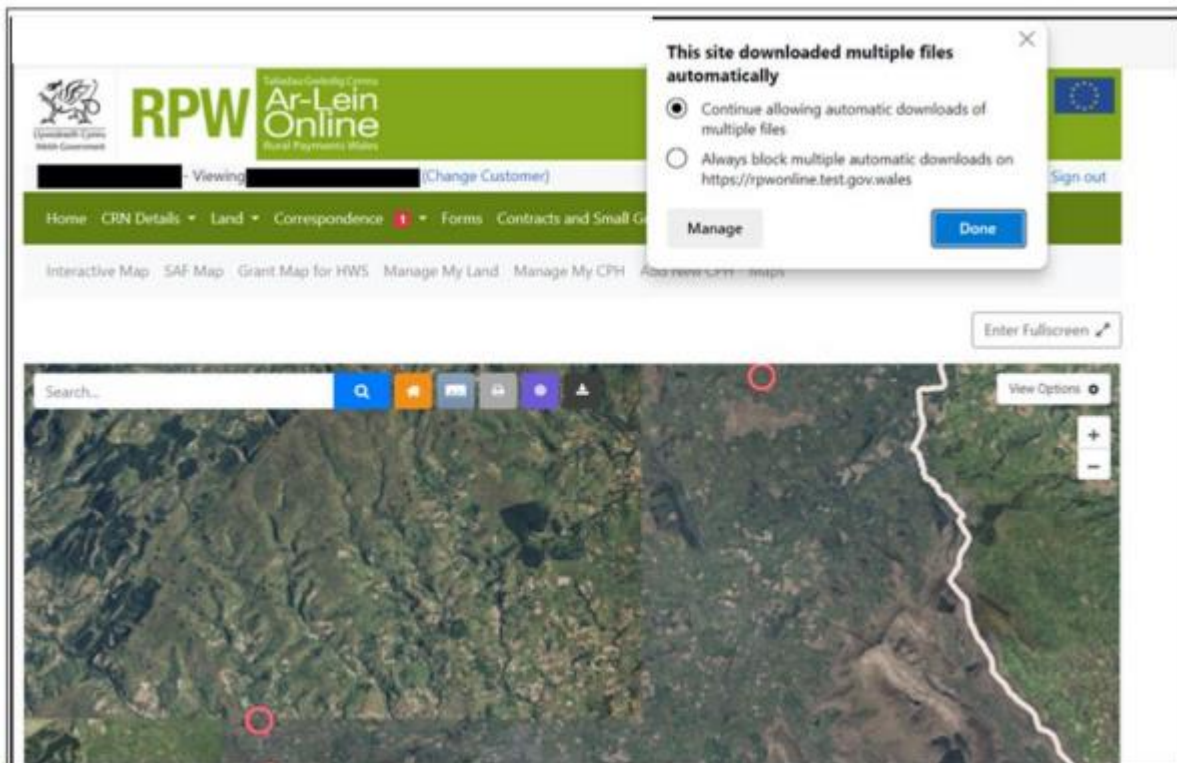 This site downloaded multiple files
automatically
Continue allowing automatic downloads of
multiple files
Always block multiple automatic downloads on
https://rpwonline.test.gov.wales
Manage
Done
Llywodraeth Cymru
Welsh Government
RPW
Taliadau Gwledig Cymru
Ar-Lein
Online
Rural Payments Wales
- Viewing
(Change Customer)
Sign out
Home CRN Details Land Correspondence 1 Forms Contracts and Small
Interactive Map SAF Map Grant Map for HWS Manage My Land Manage My CPH Add New CPH Maps
Enter Fullscreen
Search...
View Options
+
−